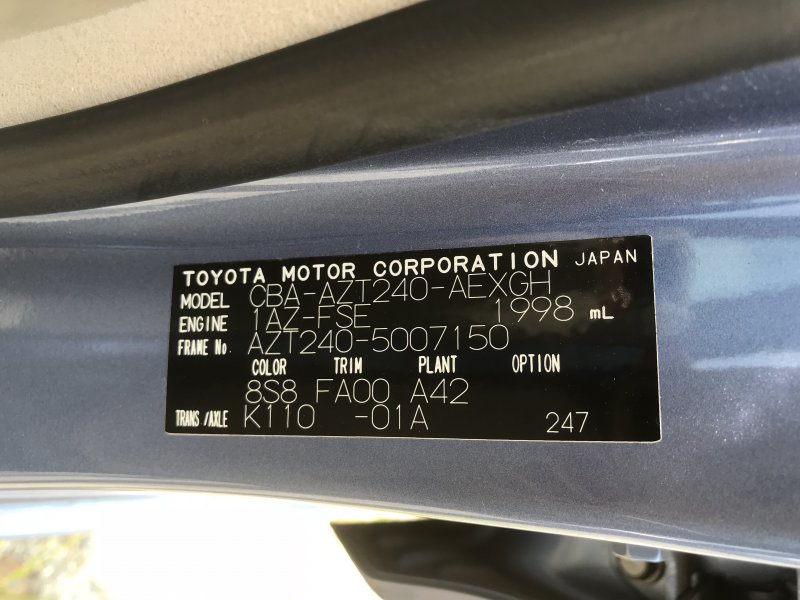 TOYOTA MOTOR CORPORATION JAPAN
MODEL CBA-AZT240-AEXGH
ENGINE 1AZ-FSE 1998 mL
FRAME No AZT240-5007150
COLOR TRIM PLANT OPTION
8S8 FA00 A42
TRANS/AXLE K110 -01A 247